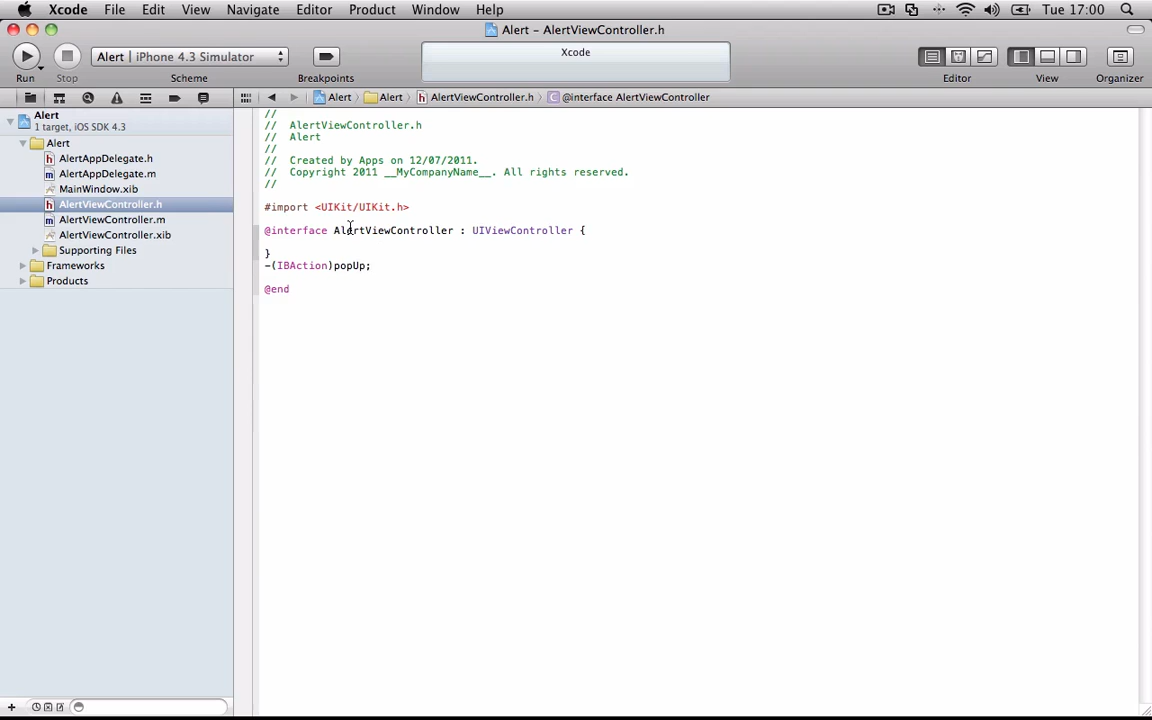 Xcode File Edit View Navigate Editor Product Window Help Tue 17:00
Alert – AlertViewController.h
Alert | iPhone 4.3 Simulator
Xcode
Run Stop Scheme Breakpoints Editor View Organizer
Alert
1 target, iOS SDK 4.3
Alert
AlertAppDelegate.h
AlertAppDelegate.m
MainWindow.xib
AlertViewController.h
AlertViewController.m
AlertViewController.xib
Supporting Files
Frameworks
Products
Alert Alert AlertViewController.h @interface AlertViewController
//
// AlertViewController.h
// Alert
//
// Created by Apps on 12/07/2011.
// Copyright 2011 __MyCompanyName__. All rights reserved.
//
#import <UIKit/UIKit.h>
@interface AlertViewController : UIViewController {
}
-(IBAction)popUp;
@end